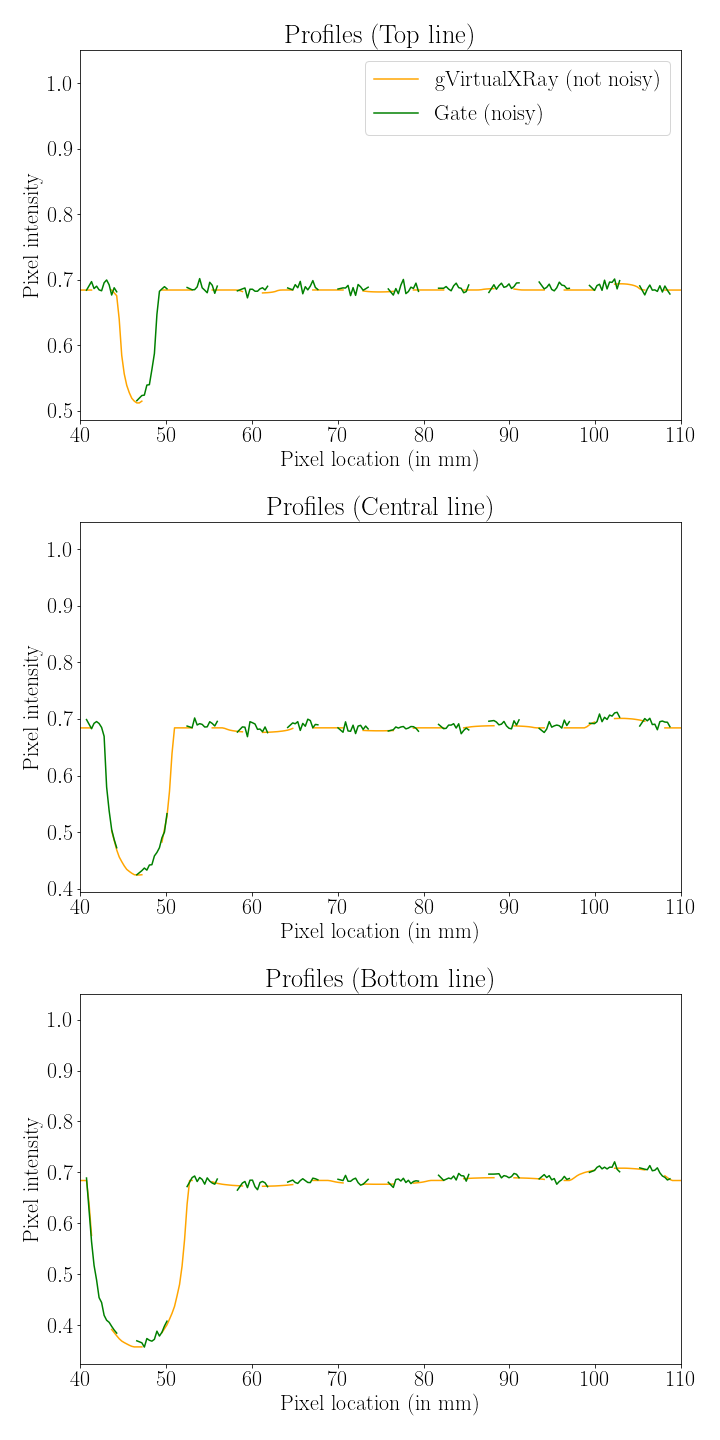 Profiles (Top line)
gVirtualXRay (not noisy)
Gate (noisy)
Pixel intensity
1.0
0.9
0.8
0.7
0.6
0.5
40 50 60 70 80 90 100 110
Pixel location (in mm)
Profiles (Central line)
Pixel intensity
1.0
0.9
0.8
0.7
0.6
0.5
0.4
40 50 60 70 80 90 100 110
Pixel location (in mm)
Profiles (Bottom line)
Pixel intensity
1.0
0.9
0.8
0.7
0.6
0.5
0.4
40 50 60 70 80 90 100 110
Pixel location (in mm)